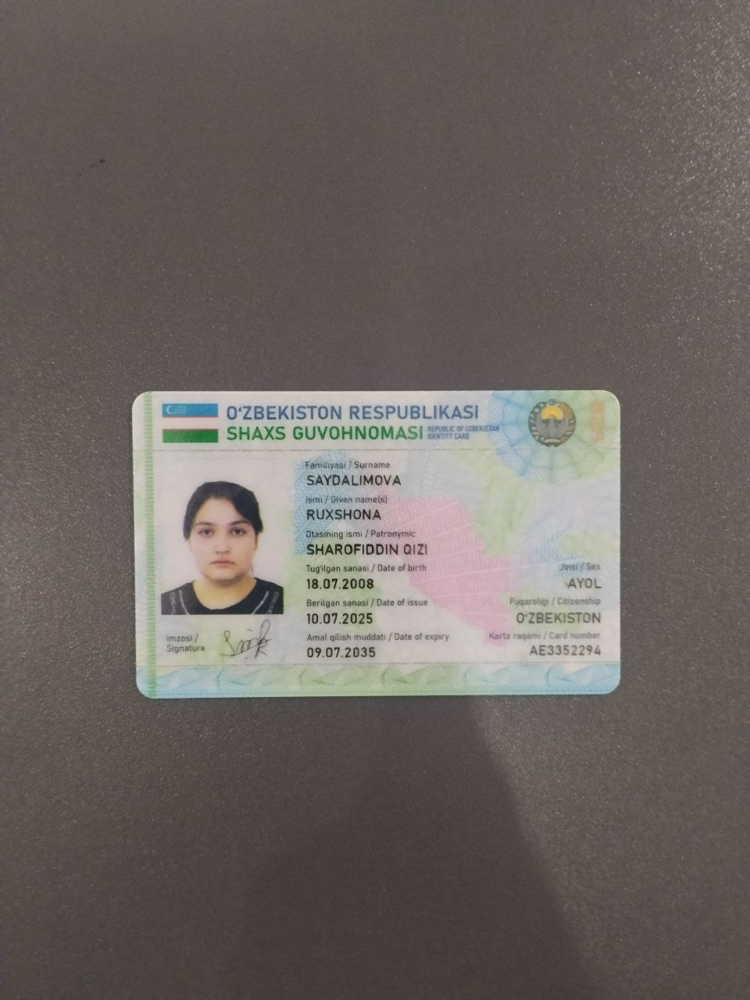 O‘ZBEKISTON RESPUBLIKASI
SHAXS GUVOHNOMASI
REPUBLIC OF UZBEKISTAN
IDENTITY CARD
Familiyasi / Surname
SAYDALIMOVA
Ismi / Given name(s)
RUXSHONA
Otasining ismi / Patronymic
SHAROFIDDIN QIZI
Tug‘ilgan sanasi / Date of birth
18.07.2008
Jinsi / Sex
AYOL
Berilgan sanasi / Date of issue
10.07.2025
Fuqaroligi / Citizenship
O‘ZBEKISTON
Amal qilish muddati / Date of expiry
09.07.2035
Karta raqami / Card number
AE3352294
Imzosi /
Signature